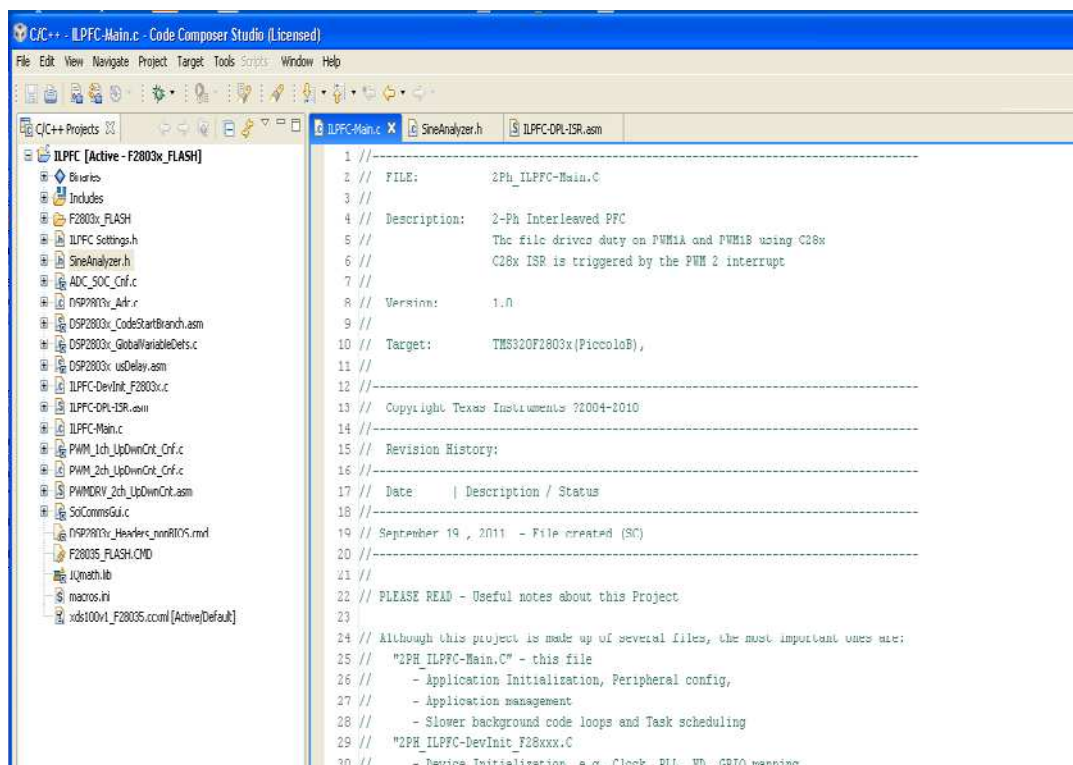 C/C++ - ILPFC-Main.c - Code Composer Studio (Licensed)
File Edit View Navigate Project Target Tools Scripts Window Help
C/C++ Projects
ILPFC-Main.c SineAnalyzer.h ILPFC-DPL-ISR.asm
ILPFC [Active - F2803x_FLASH]
Binaries
Includes
F2803x_FLASH
ILPFC Settings.h
SineAnalyzer.h
ADC_SOC_Cnf.c
DSP2803x_Adc.c
DSP2803x_CodeStartBranch.asm
DSP2803x_GlobalVariableDefs.c
DSP2803x_usDelay.asm
ILPFC-DevInit_F2803x.c
ILPFC-DPL-ISR.asm
ILPFC-Main.c
PWM_1ch_UpDwnCnt_Cnf.c
PWM_2ch_UpDwnCnt_Cnf.c
PWMDRV_2ch_UpDwnCnt.asm
SciCommsGui.c
DSP2803x_Headers_nonBIOS.cmd
F28035_FLASH.CMD
IQmath.lib
macros.ini
xds100v1_F28035.ccxml [Active/Default]
1 //----------------------------------------------------------------------------------
2 // FILE: 2Ph_ILPFC-Main.C
3 //
4 // Description: 2-Ph Interleaved PFC
5 // The file drives duty on PWM1A and PWM1B using C28x
6 // C28x ISR is triggered by the PWM 2 interrupt
7 //
8 // Version: 1.0
9 //
10 // Target: TMS320F2803x(PiccoloB),
11 //
12 //----------------------------------------------------------------------------------
13 // Copyright Texas Instruments ?2004-2010
14 //----------------------------------------------------------------------------------
15 // Revision History:
16 //----------------------------------------------------------------------------------
17 // Date | Description / Status
18 //----------------------------------------------------------------------------------
19 // September 19 , 2011 - File created (SC)
20 //----------------------------------------------------------------------------------
21 //
22 // PLEASE READ - Useful notes about this Project
23
24 // Although this project is made up of several files, the most important ones are:
25 // "2PH_ILPFC-Main.C" - this file
26 // - Application Initialization, Peripheral config,
27 // - Application management
28 // - Slower background code loops and Task scheduling
29 // "2PH_ILPFC-DevInit_F28xxx.C
30 // - Device Initialization, e.g. Clock, PLL, WD, GPIO mapping